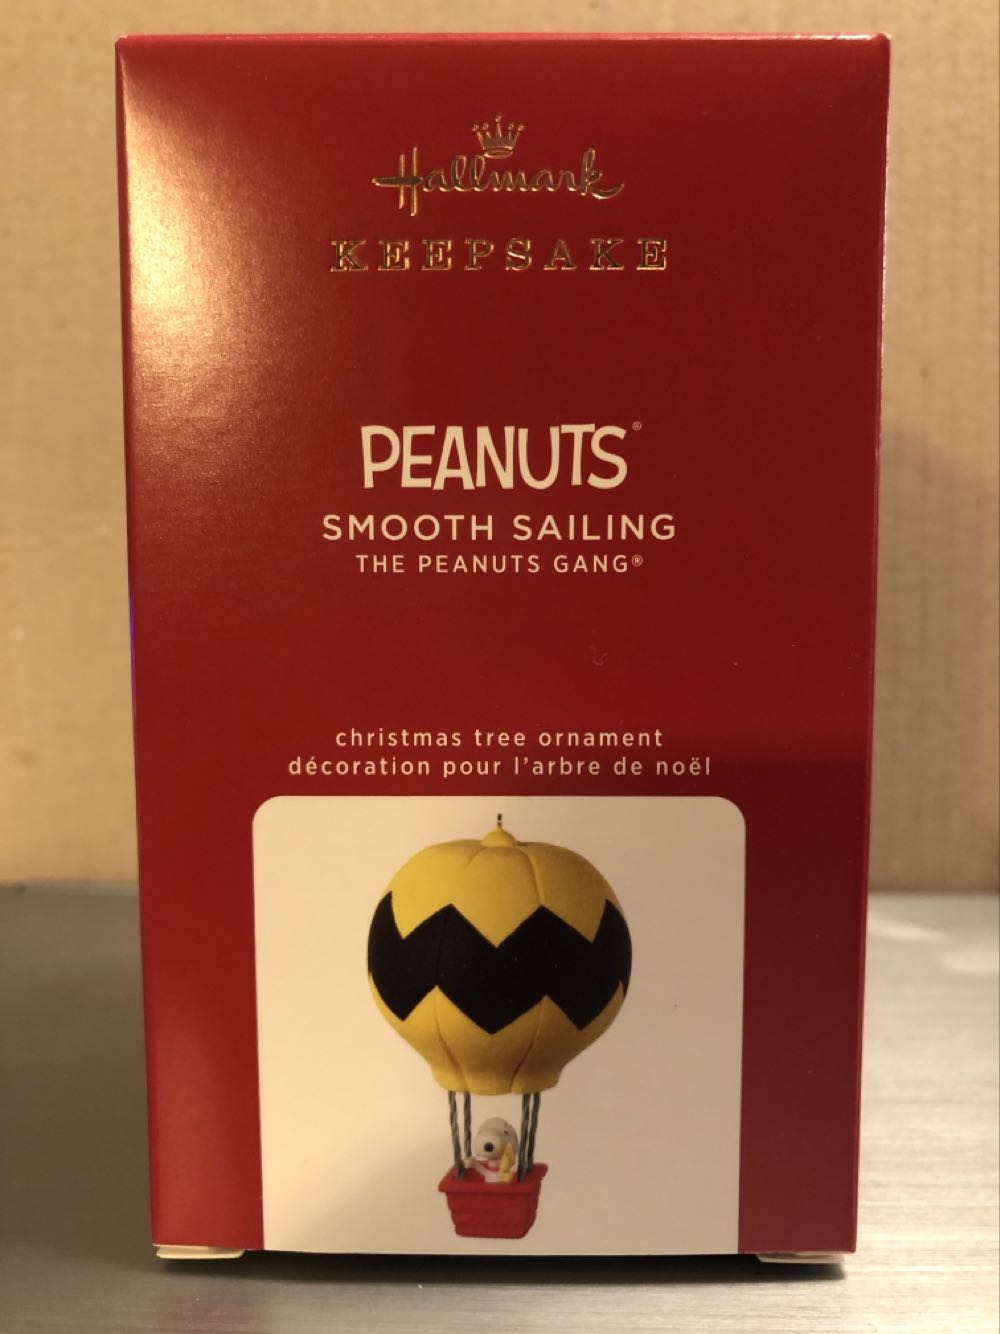 Hallmark
KEEPSAKE
PEANUTS®
SMOOTH SAILING
THE PEANUTS GANG®
christmas tree ornament
décoration pour l'arbre de noël